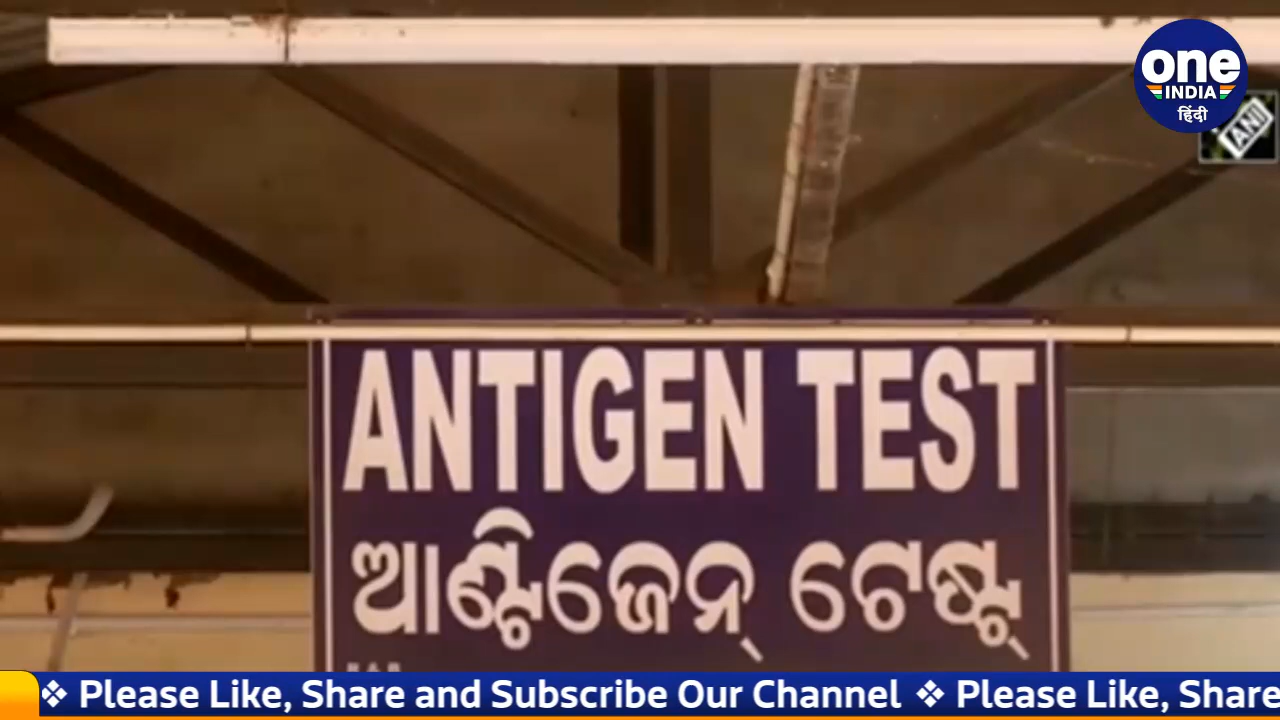 one
INDIA
हिंदी
ANI
ANTIGEN TEST
ଆଣ୍ଟିଜେନ୍ ଟେଷ୍ଟ୍
❖ Please Like, Share and Subscribe Our Channel ❖ Please Like, Share